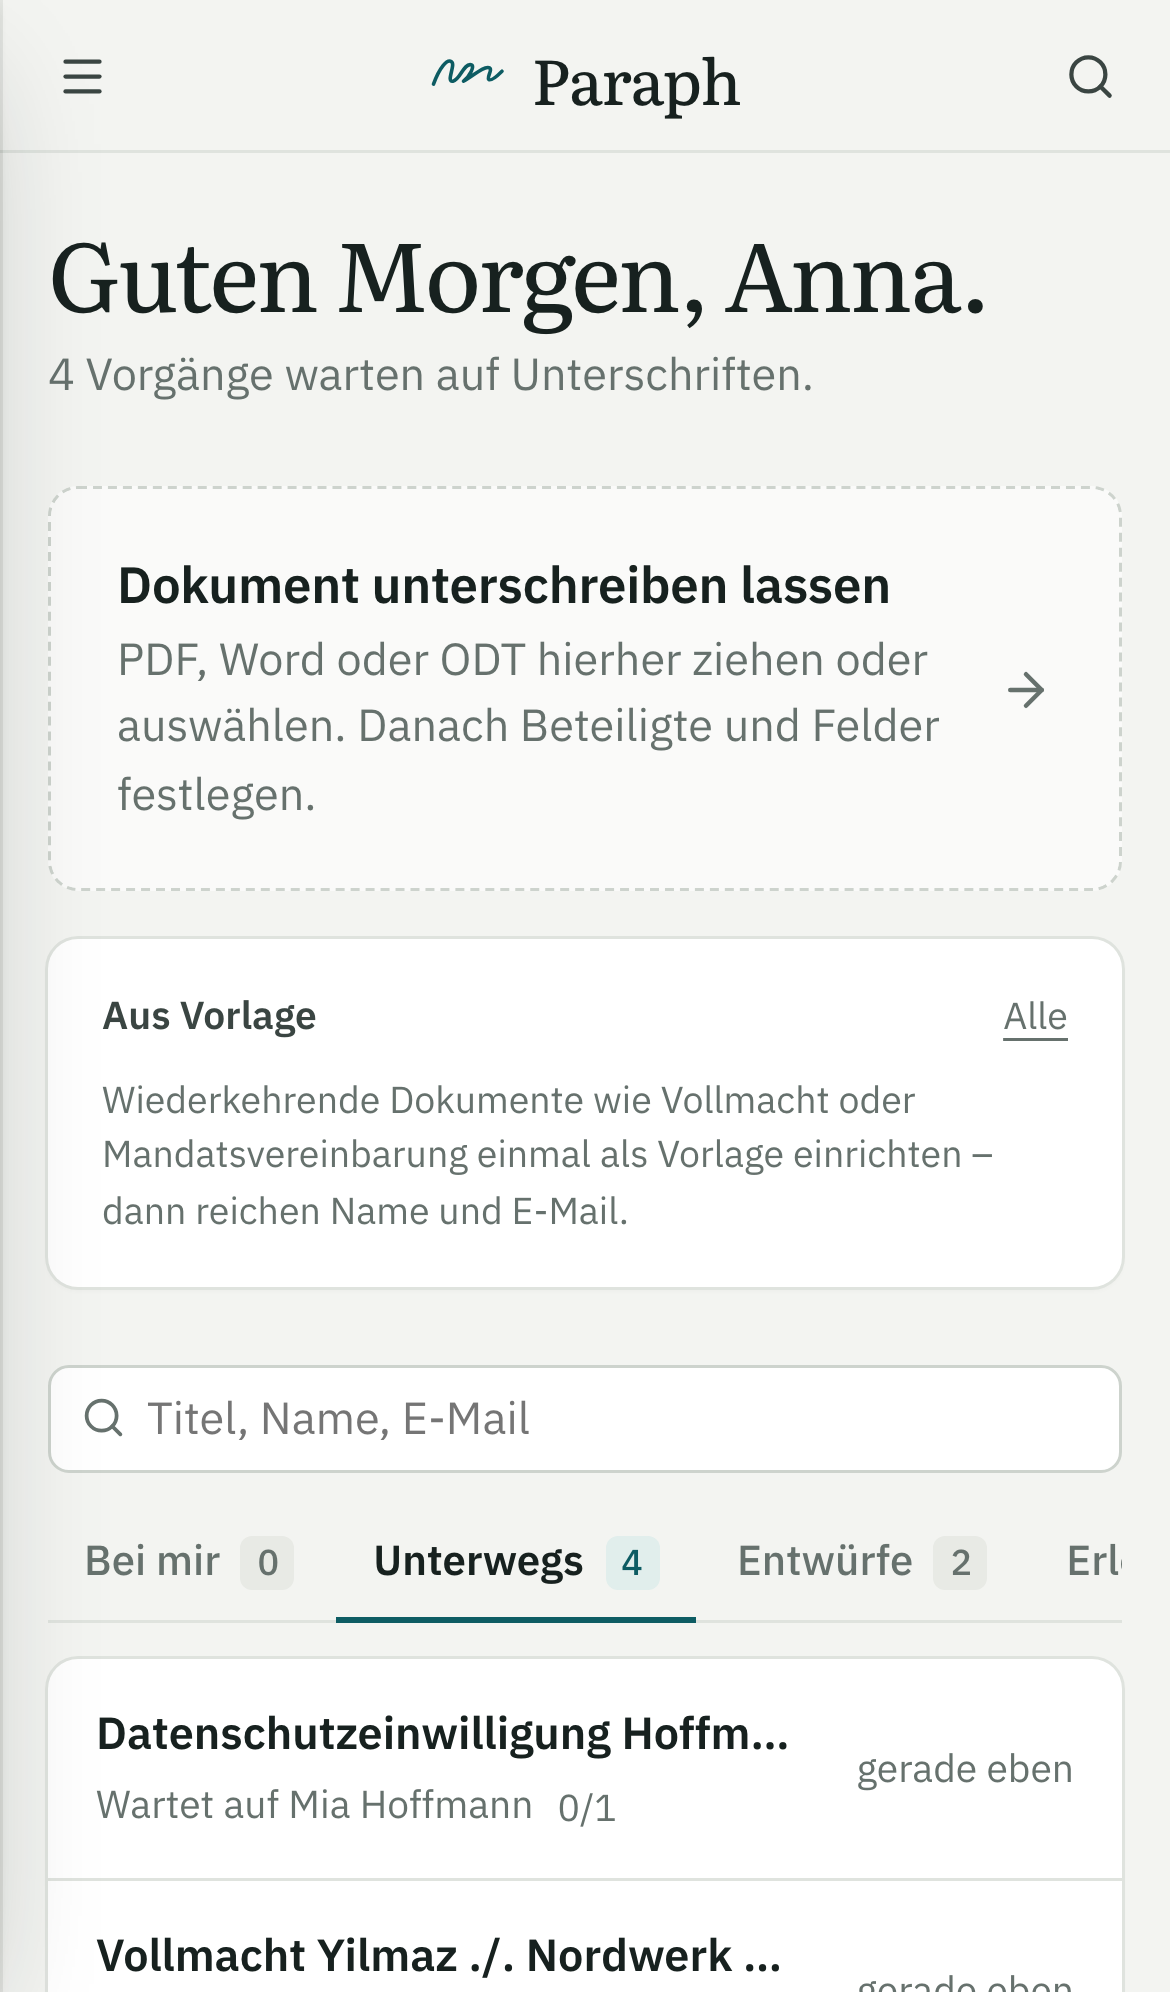 Paraph
Guten Morgen, Anna.
4 Vorgänge warten auf Unterschriften.
Dokument unterschreiben lassen
PDF, Word oder ODT hierher ziehen oder
auswählen. Danach Beteiligte und Felder
festlegen.
Aus Vorlage Alle
Wiederkehrende Dokumente wie Vollmacht oder
Mandatsvereinbarung einmal als Vorlage einrichten –
dann reichen Name und E-Mail.
Titel, Name, E-Mail
Bei mir 0 Unterwegs 4 Entwürfe 2 Erl
Datenschutzeinwilligung Hoffm...
gerade eben
Wartet auf Mia Hoffmann 0/1
Vollmacht Yilmaz ./. Nordwerk ...
gerade eben